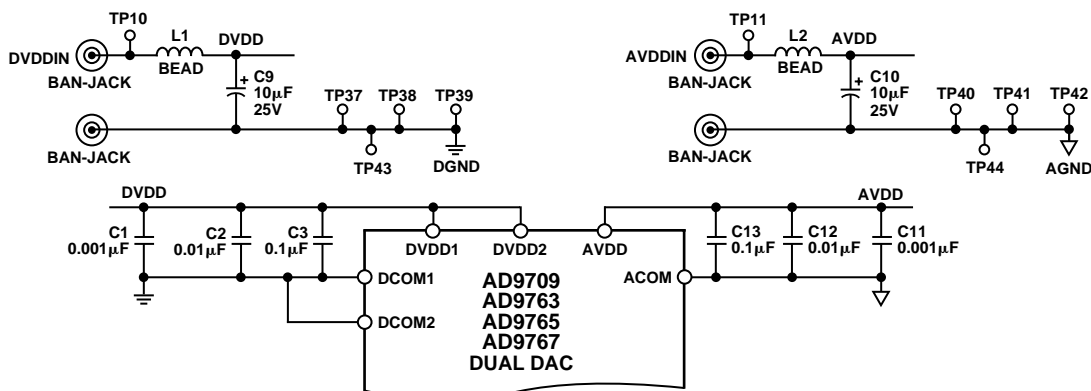 TP10
L1
DVDD
DVDDIN
BEAD
BAN-JACK
+
C9
10µF
25V
TP37
TP38
TP39
BAN-JACK
TP43
DGND
TP11
L2
AVDD
AVDDIN
BEAD
BAN-JACK
+
C10
10µF
25V
TP40
TP41
TP42
BAN-JACK
TP44
AGND
DVDD
AVDD
C1
0.001µF
C2
0.01µF
C3
0.1µF
DVDD1
DVDD2
AVDD
C13
0.1µF
C12
0.01µF
C11
0.001µF
DCOM1
ACOM
DCOM2
AD9709
AD9763
AD9765
AD9767
DUAL DAC